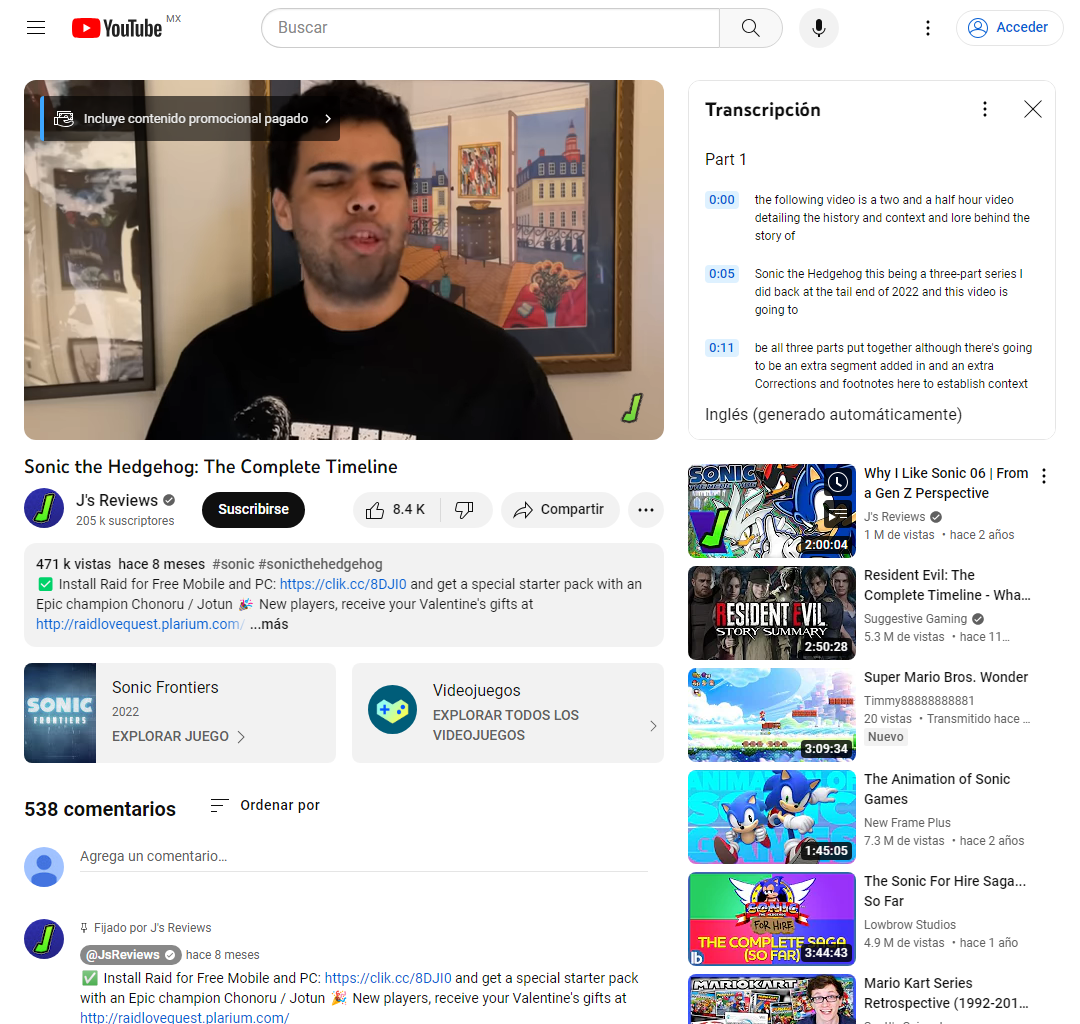 YouTube MX
Buscar
Acceder
Incluye contenido promocional pagado
Transcripción
Part 1
0:00
the following video is a two and a half hour video
detailing the history and context and lore behind the
story of
0:05
Sonic the Hedgehog this being a three-part series I
did back at the tail end of 2022 and this video is
going to
0:11
be all three parts put together although there's going
to be an extra segment added in and an extra
Corrections and footnotes here to establish context
Inglés (generado automáticamente)
Sonic the Hedgehog: The Complete Timeline
J's Reviews
205 k suscriptores
Suscribirse
8.4 K
Compartir
471 k vistas hace 8 meses #sonic #sonicthehedgehog
✅ Install Raid for Free Mobile and PC: https://clik.cc/8DJI0 and get a special starter pack with an
Epic champion Chonoru / Jotun 🎉 New players, receive your Valentine's gifts at
http://raidlovequest.plarium.com/ ...más
SONIC
FRONTIERS
Sonic Frontiers
2022
EXPLORAR JUEGO
Videojuegos
EXPLORAR TODOS LOS
VIDEOJUEGOS
538 comentarios
Ordenar por
Agrega un comentario...
Fijado por J's Reviews
@JsReviews hace 8 meses
✅ Install Raid for Free Mobile and PC: https://clik.cc/8DJI0 and get a special starter pack
with an Epic champion Chonoru / Jotun 🎉 New players, receive your Valentine's gifts at
http://raidlovequest.plarium.com/
SONIC
THE HEDGEHOG
2:00:04
Why I Like Sonic 06 | From
a Gen Z Perspective
J's Reviews
1 M de vistas • hace 2 años
RESIDENT EVIL
STORY SUMMARY
2:50:28
Resident Evil: The
Complete Timeline - Wha...
Suggestive Gaming
5.3 M de vistas • hace 11...
3:09:34
Super Mario Bros. Wonder
Timmy88888888881
20 vistas • Transmitido hace ...
Nuevo
1:45:05
The Animation of Sonic
Games
New Frame Plus
7.3 M de vistas • hace 2 años
SONIC
THE HEDGEHOG
FOR HIRE
THE COMPLETE SAGA
(SO FAR)
3:44:43
The Sonic For Hire Saga...
So Far
Lowbrow Studios
4.9 M de vistas • hace 1 año
MARIOKART
Mario Kart Series
Retrospective (1992-201...